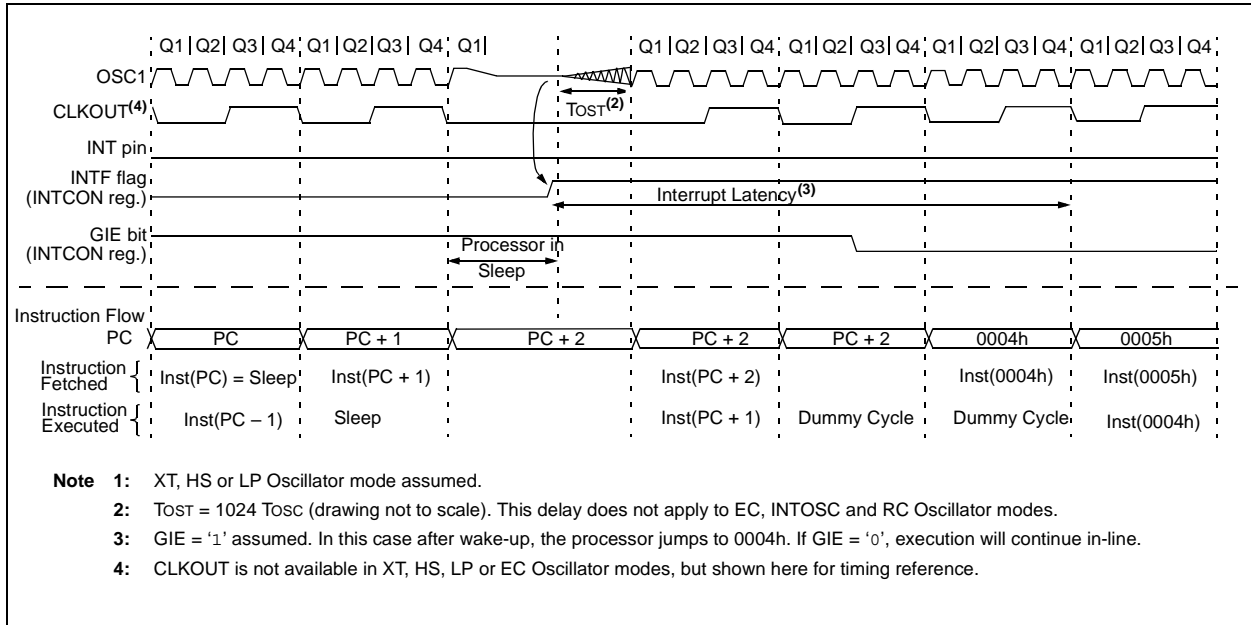 Q1 Q2 Q3 Q4 Q1 Q2 Q3 Q4 Q1 Q1 Q2 Q3 Q4 Q1 Q2 Q3 Q4 Q1 Q2 Q3 Q4 Q1 Q2 Q3 Q4
OSC1
TOST(2)
CLKOUT(4)
INT pin
INTF flag
(INTCON reg.)
Interrupt Latency(3)
GIE bit
(INTCON reg.)
Processor in
Sleep
Instruction Flow
PC PC PC + 1 PC + 2 PC + 2 PC + 2 0004h 0005h
Instruction
Fetched
Inst(PC) = Sleep Inst(PC + 1) Inst(PC + 2) Inst(0004h) Inst(0005h)
Instruction
Executed
Inst(PC – 1) Sleep Inst(PC + 1) Dummy Cycle Dummy Cycle Inst(0004h)
Note 1: XT, HS or LP Oscillator mode assumed.
2: TOST = 1024 TOSC (drawing not to scale). This delay does not apply to EC, INTOSC and RC Oscillator modes.
3: GIE = ‘1’ assumed. In this case after wake-up, the processor jumps to 0004h. If GIE = ‘0’, execution will continue in-line.
4: CLKOUT is not available in XT, HS, LP or EC Oscillator modes, but shown here for timing reference.